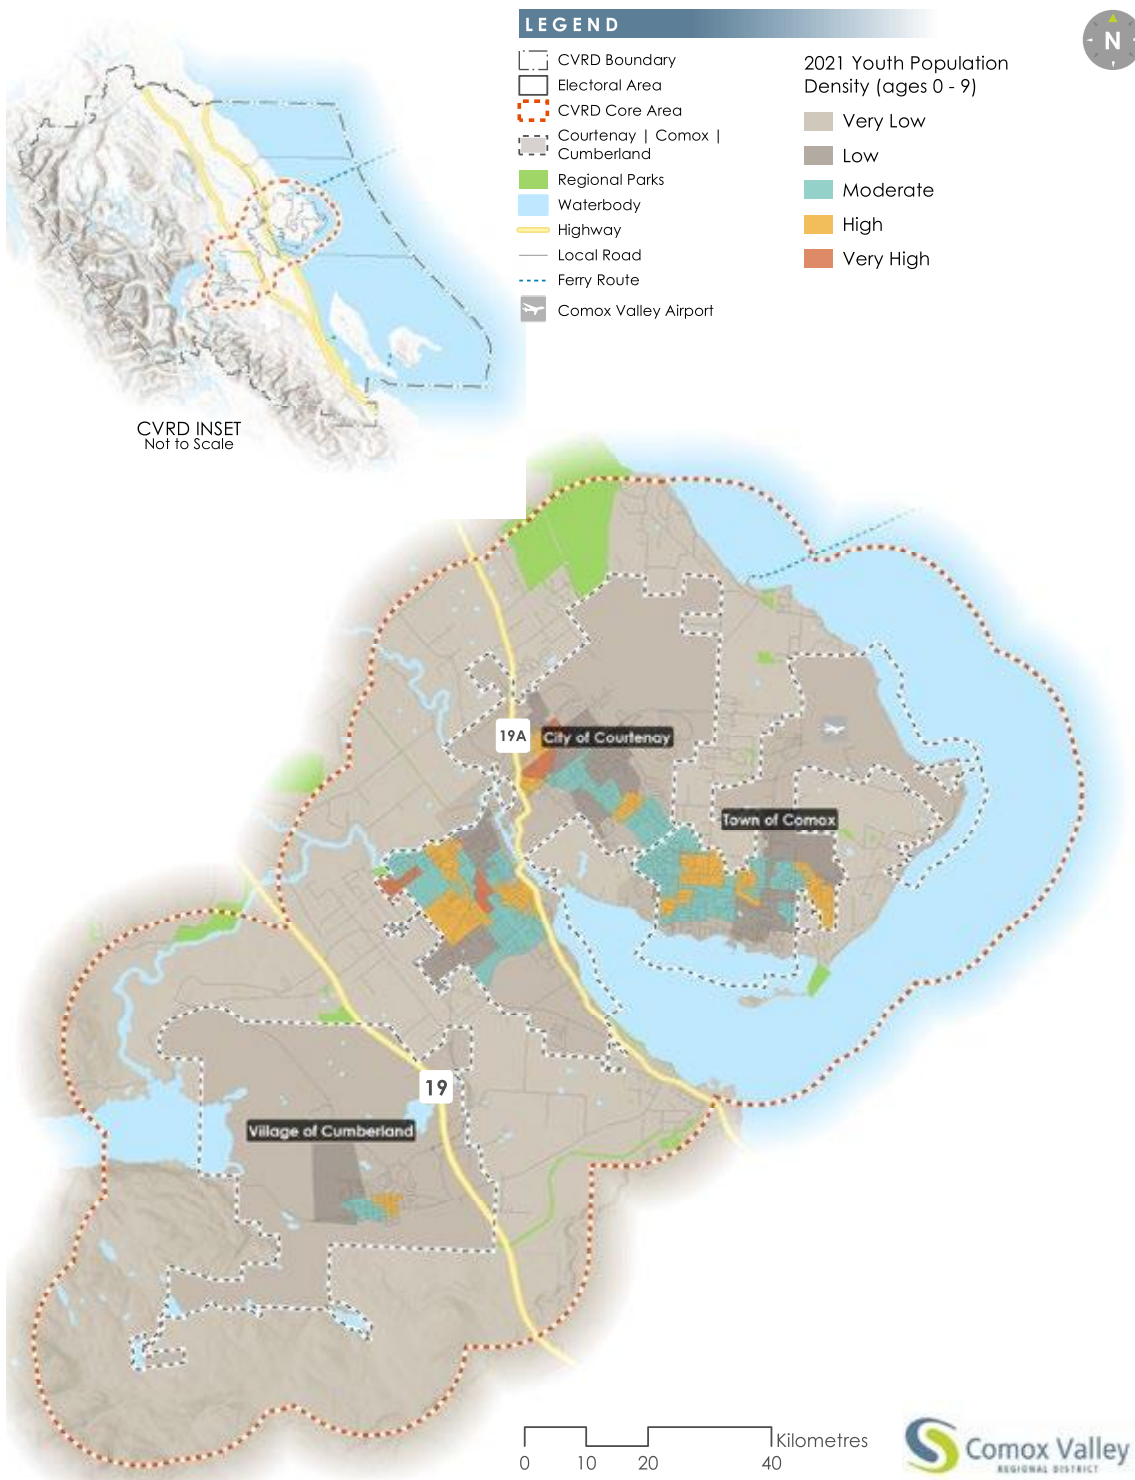 LEGEND
CVRD Boundary
Electoral Area
CVRD Core Area
Courtenay | Comox |
Cumberland
Regional Parks
Waterbody
Highway
Local Road
Ferry Route
Comox Valley Airport
2021 Youth Population
Density (ages 0 - 9)
Very Low
Low
Moderate
High
Very High
N
CVRD INSET
Not to Scale
19A
City of Courtenay
Town of Comox
19
Village of Cumberland
Kilometres
0 10 20 40
Comox Valley
REGIONAL DISTRICT